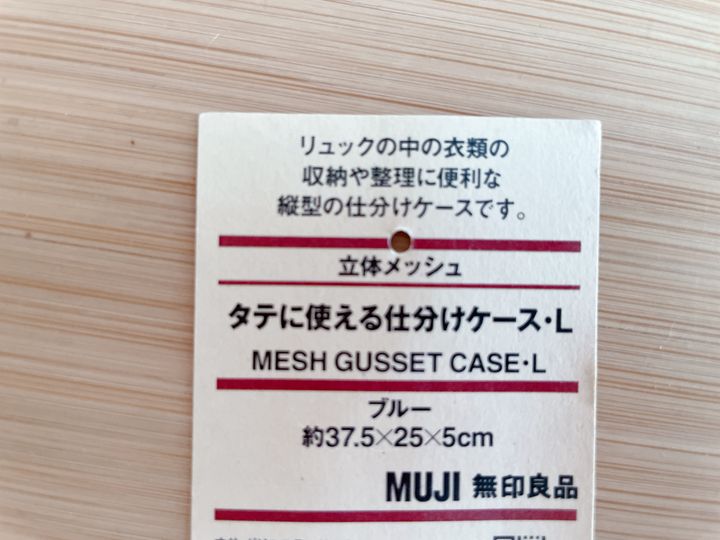 リュックの中の衣類の
収納や整理に便利な
縦型の仕分けケースです。
立体メッシュ
タテに使える仕分けケース・L
MESH GUSSET CASE・L
ブルー
約37.5×25×5cm
MUJI 無印良品